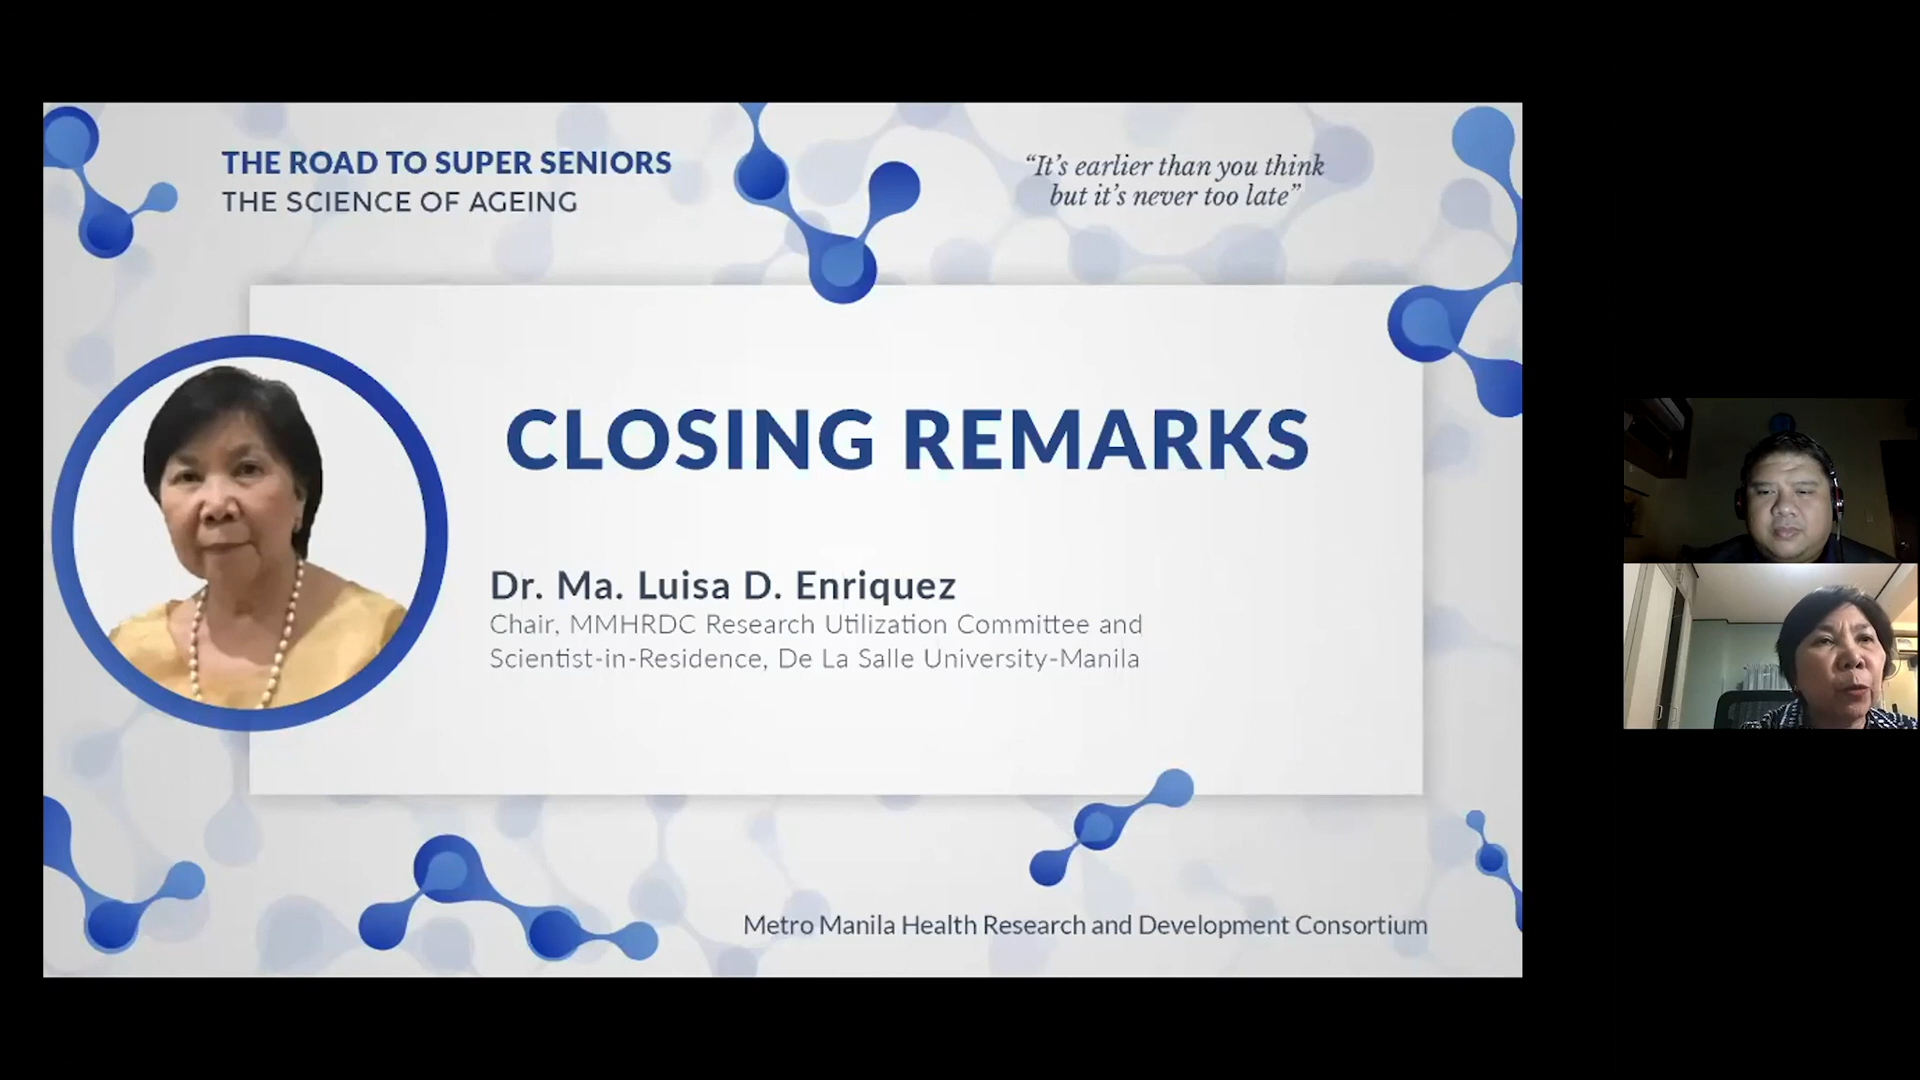 THE ROAD TO SUPER SENIORS
THE SCIENCE OF AGEING
“It’s earlier than you think
but it’s never too late”
CLOSING REMARKS
Dr. Ma. Luisa D. Enriquez
Chair, MMHRDC Research Utilization Committee and
Scientist-in-Residence, De La Salle University-Manila
Metro Manila Health Research and Development Consortium